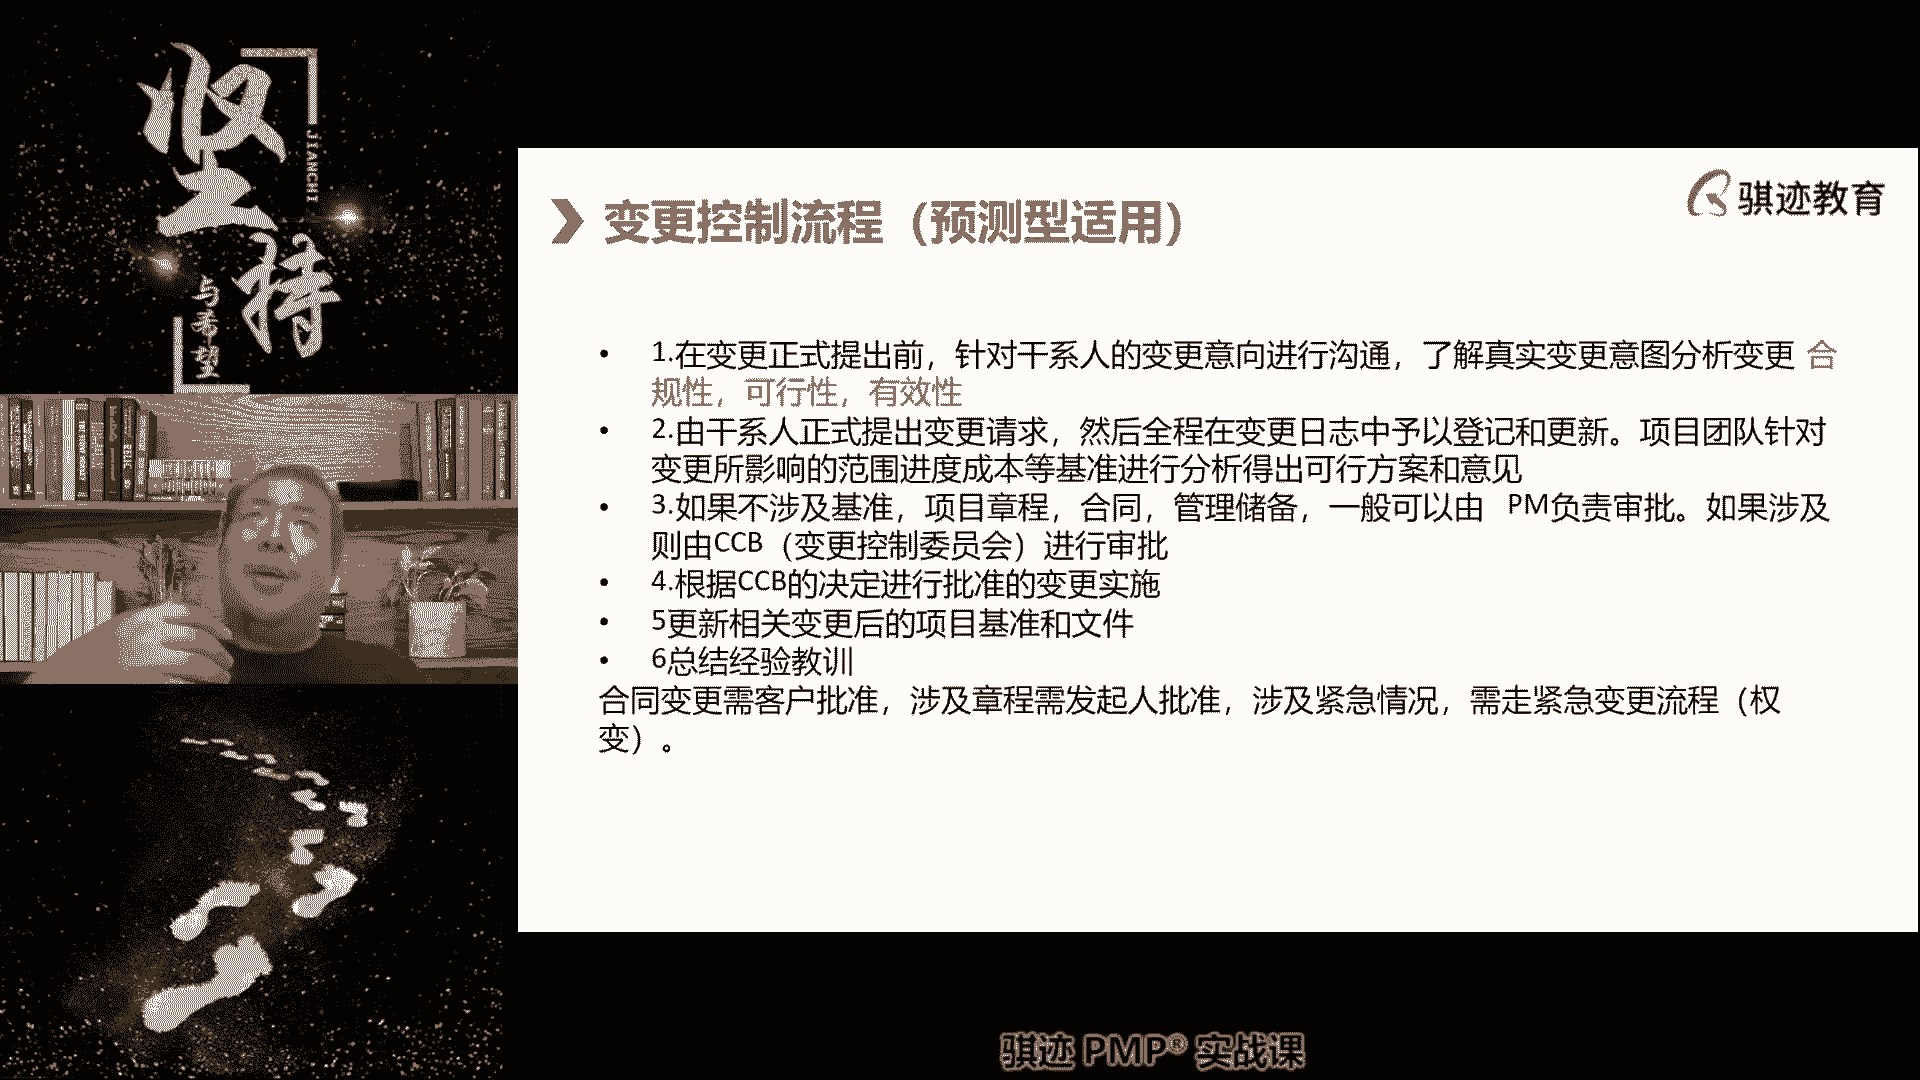 坚
JIANCHI
持
与希望
骐迹教育
变更控制流程（预测型适用）
• 1.在变更正式提出前，针对干系人的变更意向进行沟通，了解真实变更意图分析变更 合
规性，可行性，有效性
• 2.由干系人正式提出变更请求，然后全程在变更日志中予以登记和更新。项目团队针对
变更所影响的范围进度成本等基准进行分析得出可行方案和意见
• 3.如果不涉及基准，项目章程，合同，管理储备，一般可以由 PM负责审批。如果涉及
则由CCB（变更控制委员会）进行审批
• 4.根据CCB的决定进行批准的变更实施
• 5更新相关变更后的项目基准和文件
• 6总结经验教训
合同变更需客户批准，涉及章程需发起人批准，涉及紧急情况，需走紧急变更流程（权
变）。
骐迹 PMP® 实战课